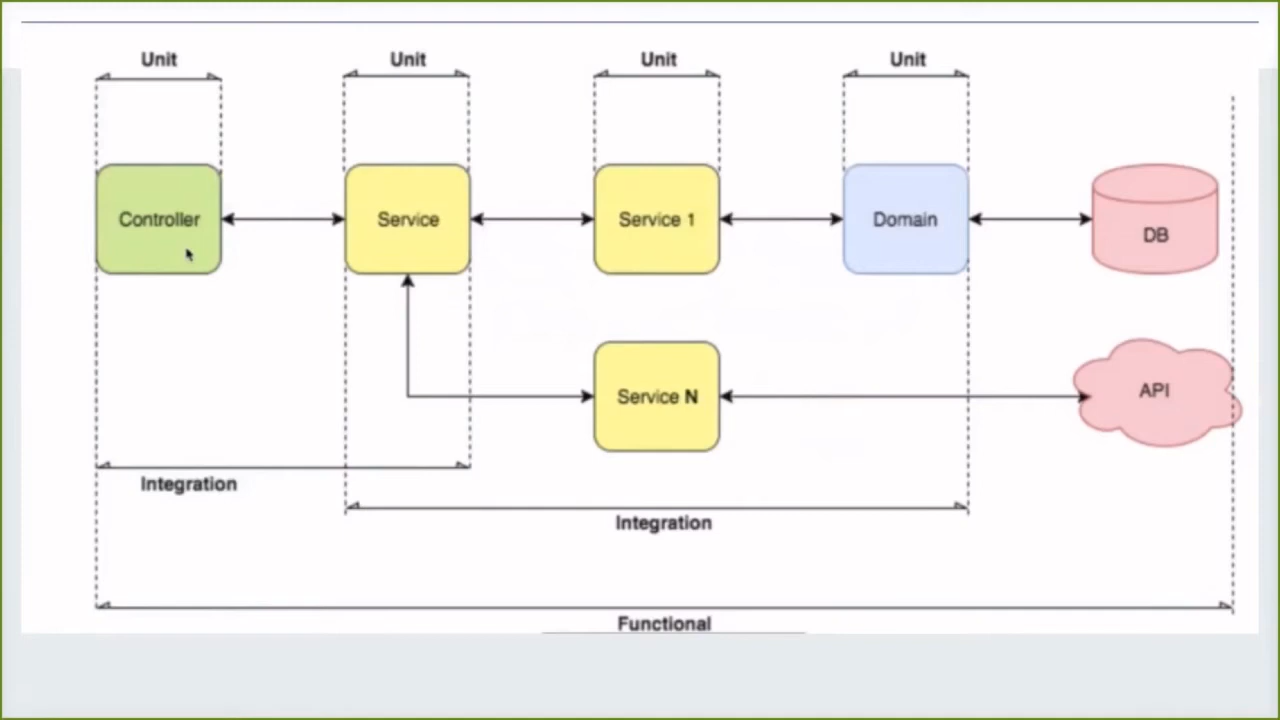 Unit
Unit
Unit
Unit
Controller
Service
Service 1
Domain
DB
Service N
API
Integration
Integration
Functional